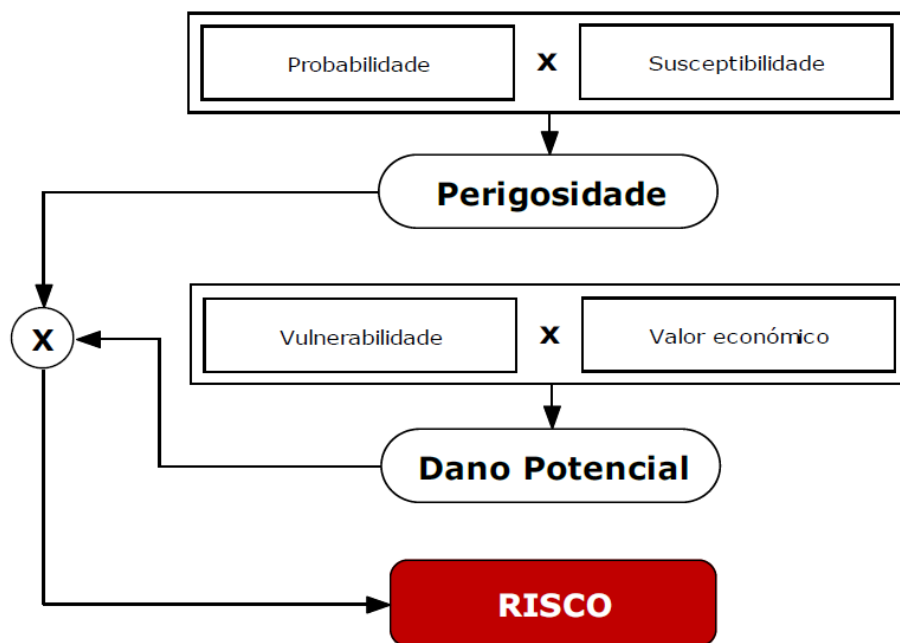 Probabilidade x Susceptibilidade
Perigosidade
Vulnerabilidade x Valor económico
X
Dano Potencial
RISCO